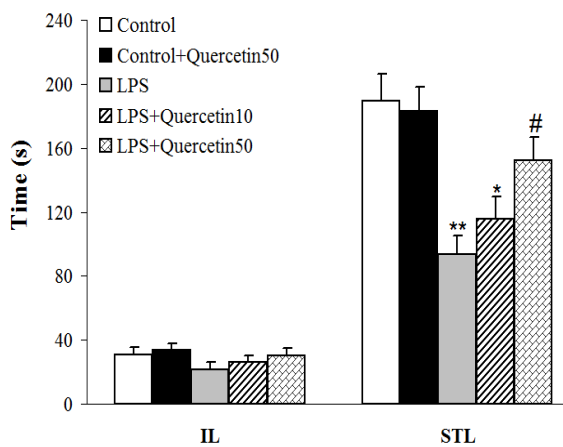 240
200
160
120
80
40
0
Time (s)
Control
Control+Quercetin50
LPS
LPS+Quercetin10
LPS+Quercetin50
**
*
#
IL
STL